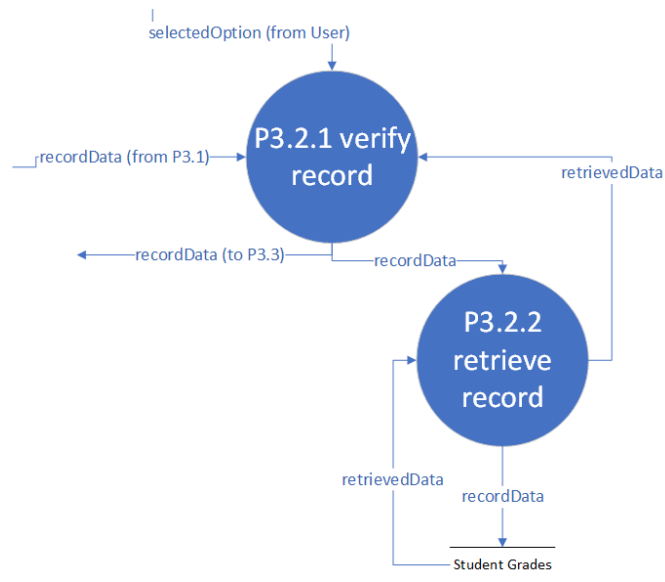 selectedOption (from User)
P3.2.1 verify
record
recordData (from P3.1)
retrievedData
recordData (to P3.3)
recordData
P3.2.2
retrieve
record
retrievedData
recordData
Student Grades